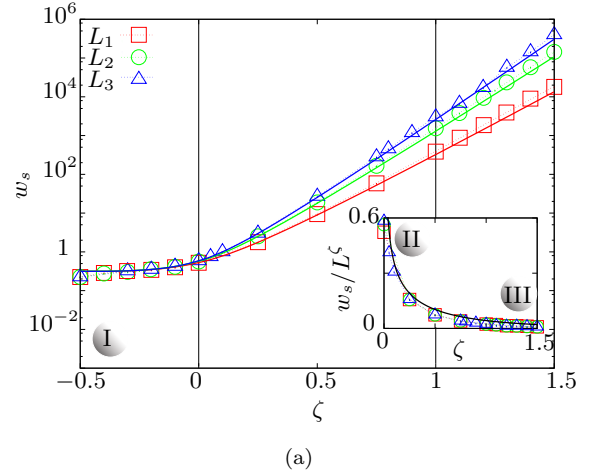 10^6
10^4
10^2
1
10^{-2}
w_s
L_1
L_2
L_3
I
−0.5 0 0.5 1 1.5
ζ
0.6
0
w_s/L^ζ
II
III
0 ζ 1.5
(a)